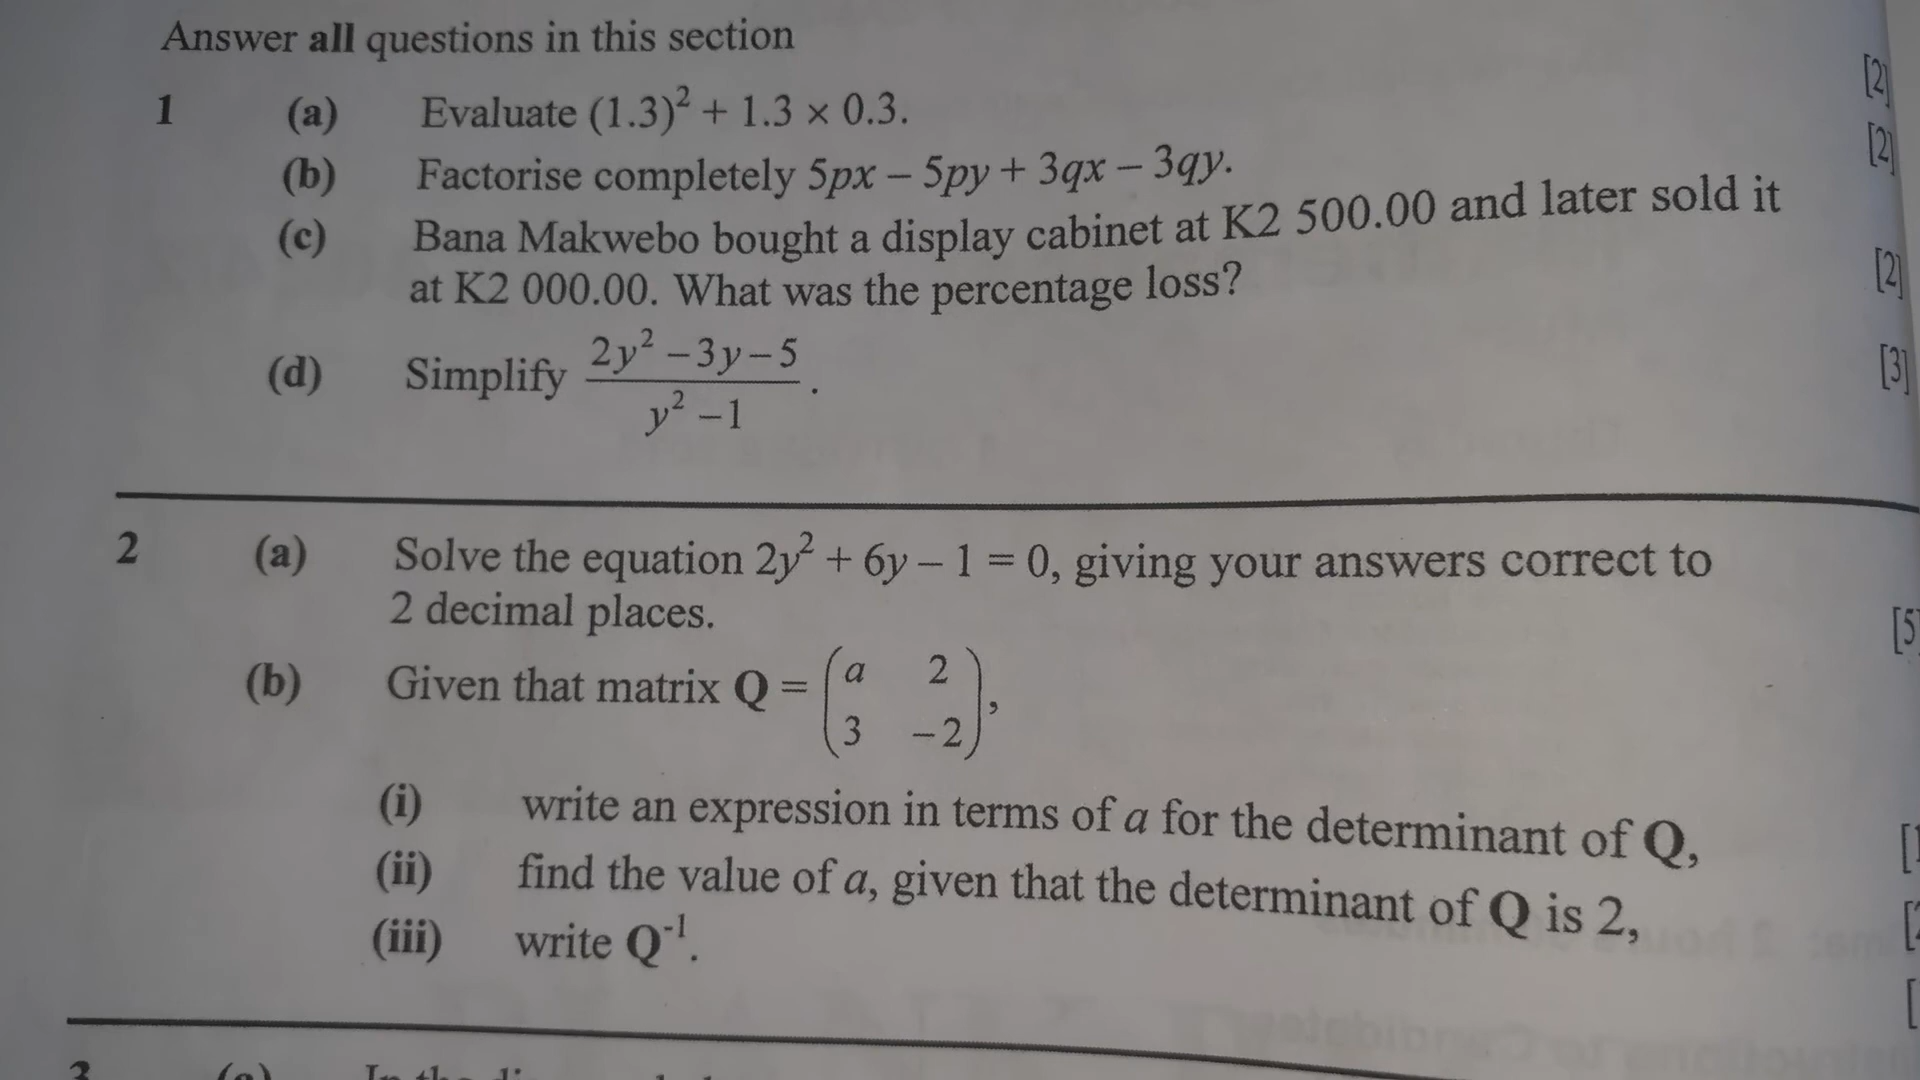 Answer all questions in this section
1 (a) Evaluate (1.3)² + 1.3 × 0.3. [2]
(b) Factorise completely 5px – 5py + 3qx – 3qy. [2]
(c) Bana Makwebo bought a display cabinet at K2 500.00 and later sold it
at K2 000.00. What was the percentage loss? [2]
(d) Simplify (2y² – 3y – 5)/(y² – 1). [3]
2 (a) Solve the equation 2y² + 6y – 1 = 0, giving your answers correct to
2 decimal places. [5]
(b) Given that matrix Q = (a 2
3 –2),
(i) write an expression in terms of a for the determinant of Q,
(ii) find the value of a, given that the determinant of Q is 2,
(iii) write Q⁻¹.